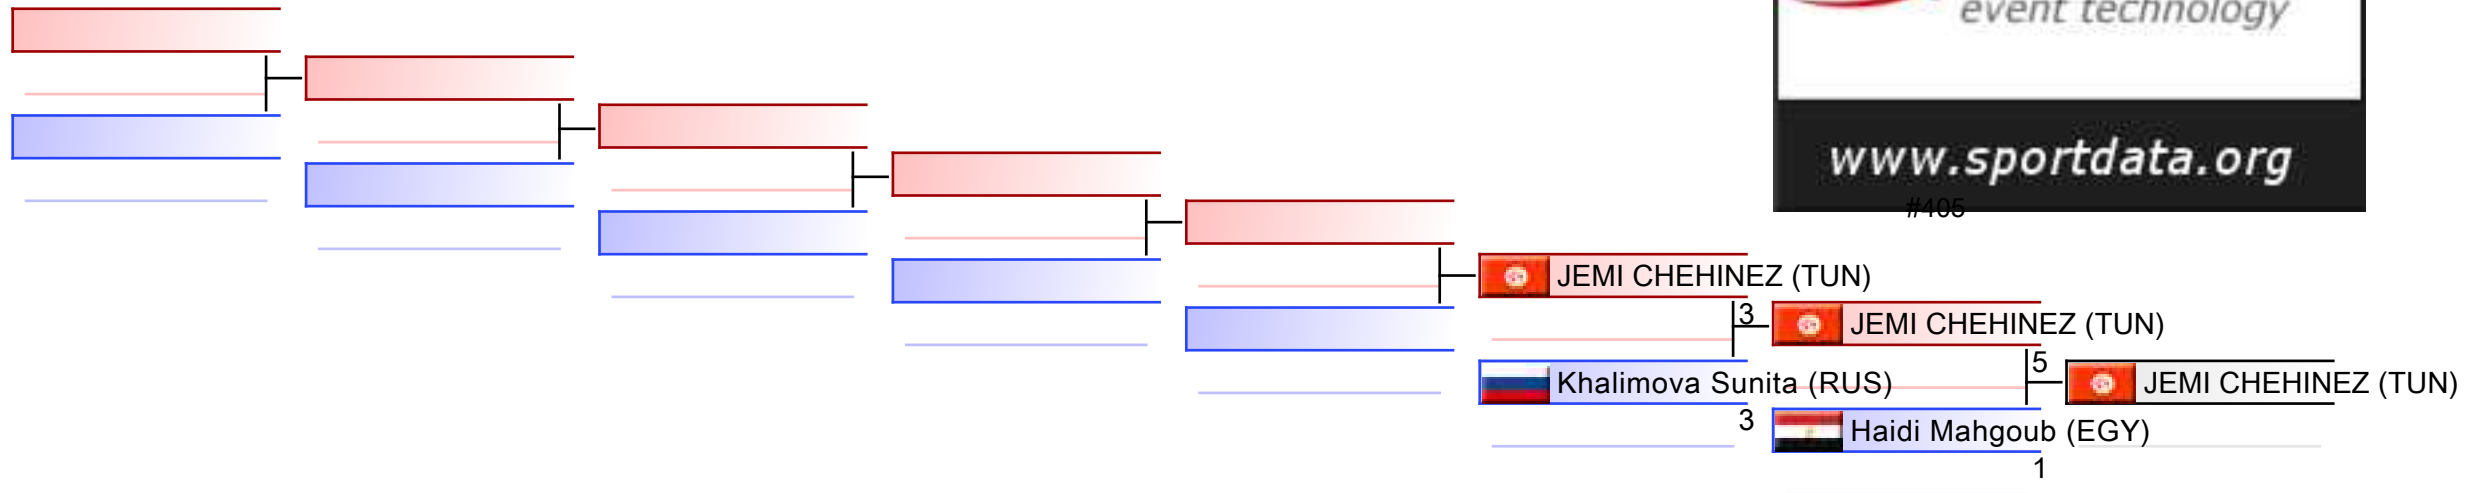 event technology
www.sportdata.org
#405
JEMI CHEHINEZ (TUN)
3
JEMI CHEHINEZ (TUN)
5
Khalimova Sunita (RUS)
JEMI CHEHINEZ (TUN)
3
Haidi Mahgoub (EGY)
1